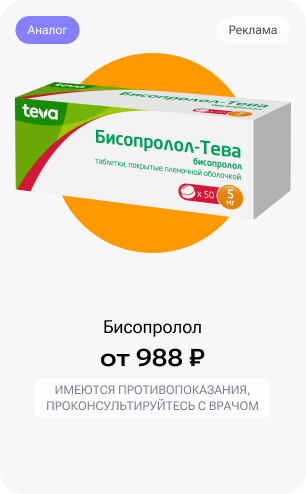 Аналог
Реклама
teva
Бисопролол-Тева
teva
Бисопролол-Тева
бисопролол
таблетки, покрытые пленочной оболочкой
х 50
5
мг
Бисопролол
от 988 ₽
ИМЕЮТСЯ ПРОТИВОПОКАЗАНИЯ,
ПРОКОНСУЛЬТИРУЙТЕСЬ С ВРАЧОМ